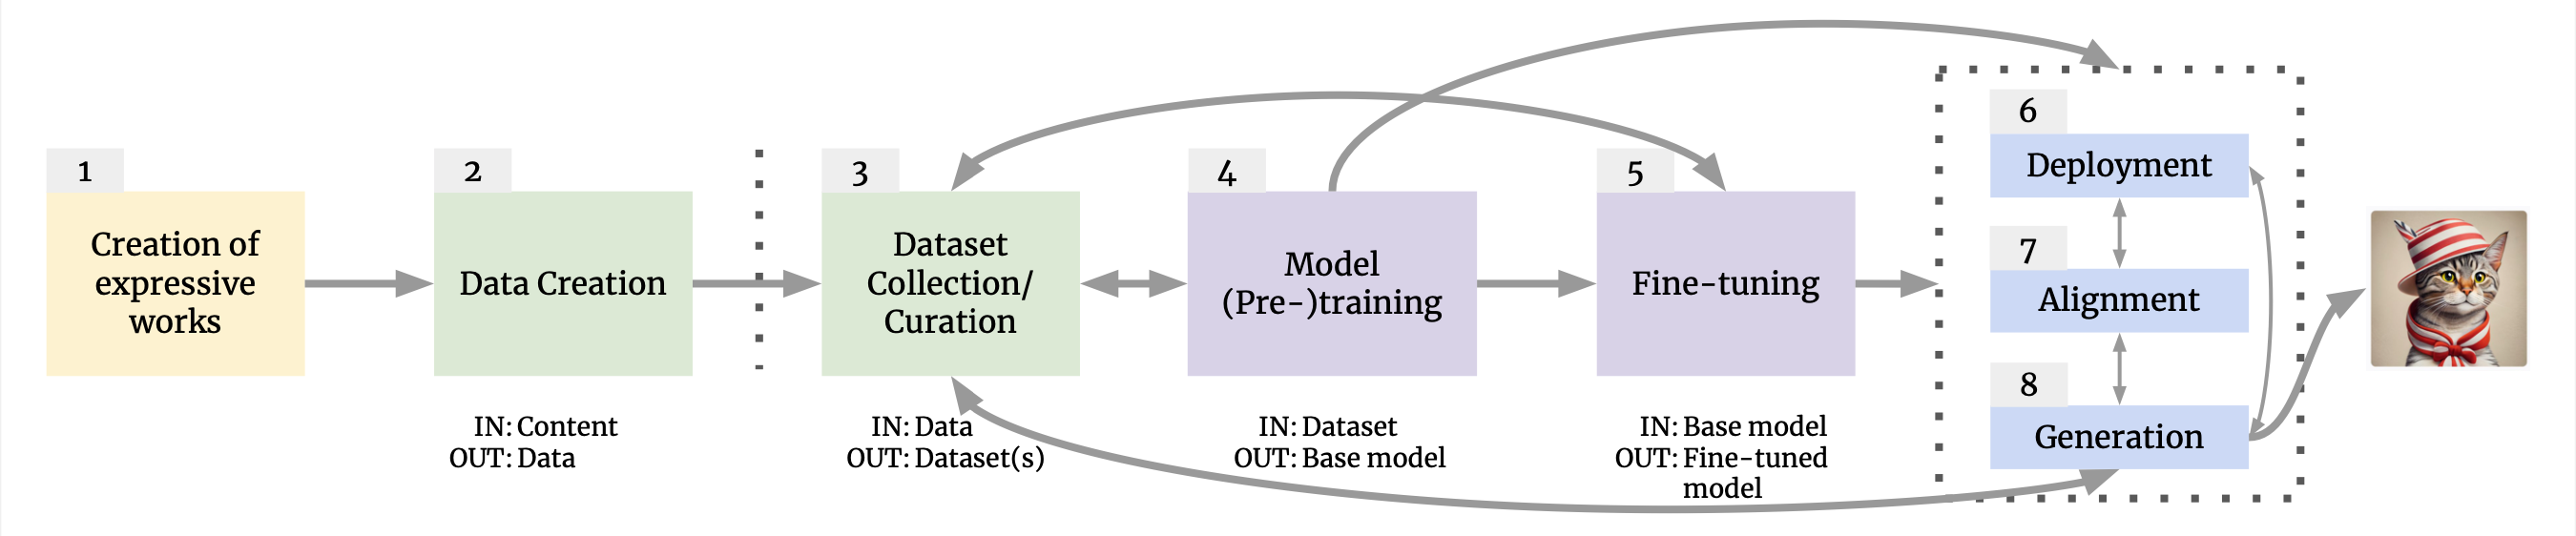 1
Creation of
expressive
works
2
Data Creation
IN: Content
OUT: Data
3
Dataset
Collection/
Curation
IN: Data
OUT: Dataset(s)
4
Model
(Pre-)training
IN: Dataset
OUT: Base model
5
Fine-tuning
IN: Base model
OUT: Fine-tuned
model
6
Deployment
7
Alignment
8
Generation